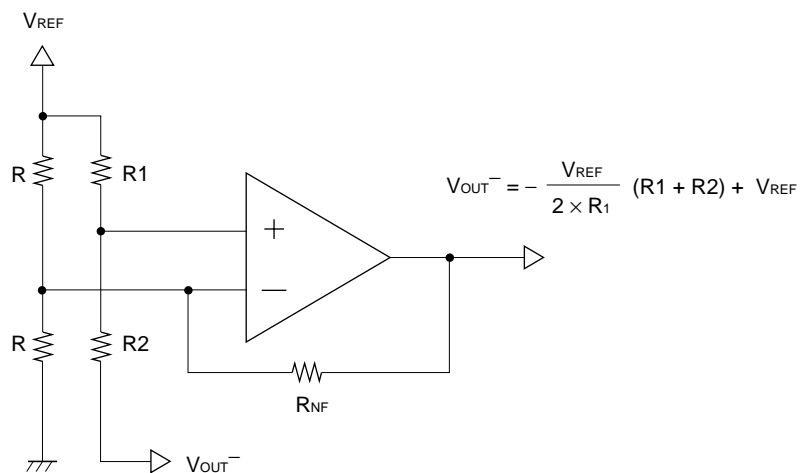 VREF
R
R1
+
−
R
R2
RNF
VOUT−
VOUT− = − VREF / 2 × R1 (R1 + R2) + VREF